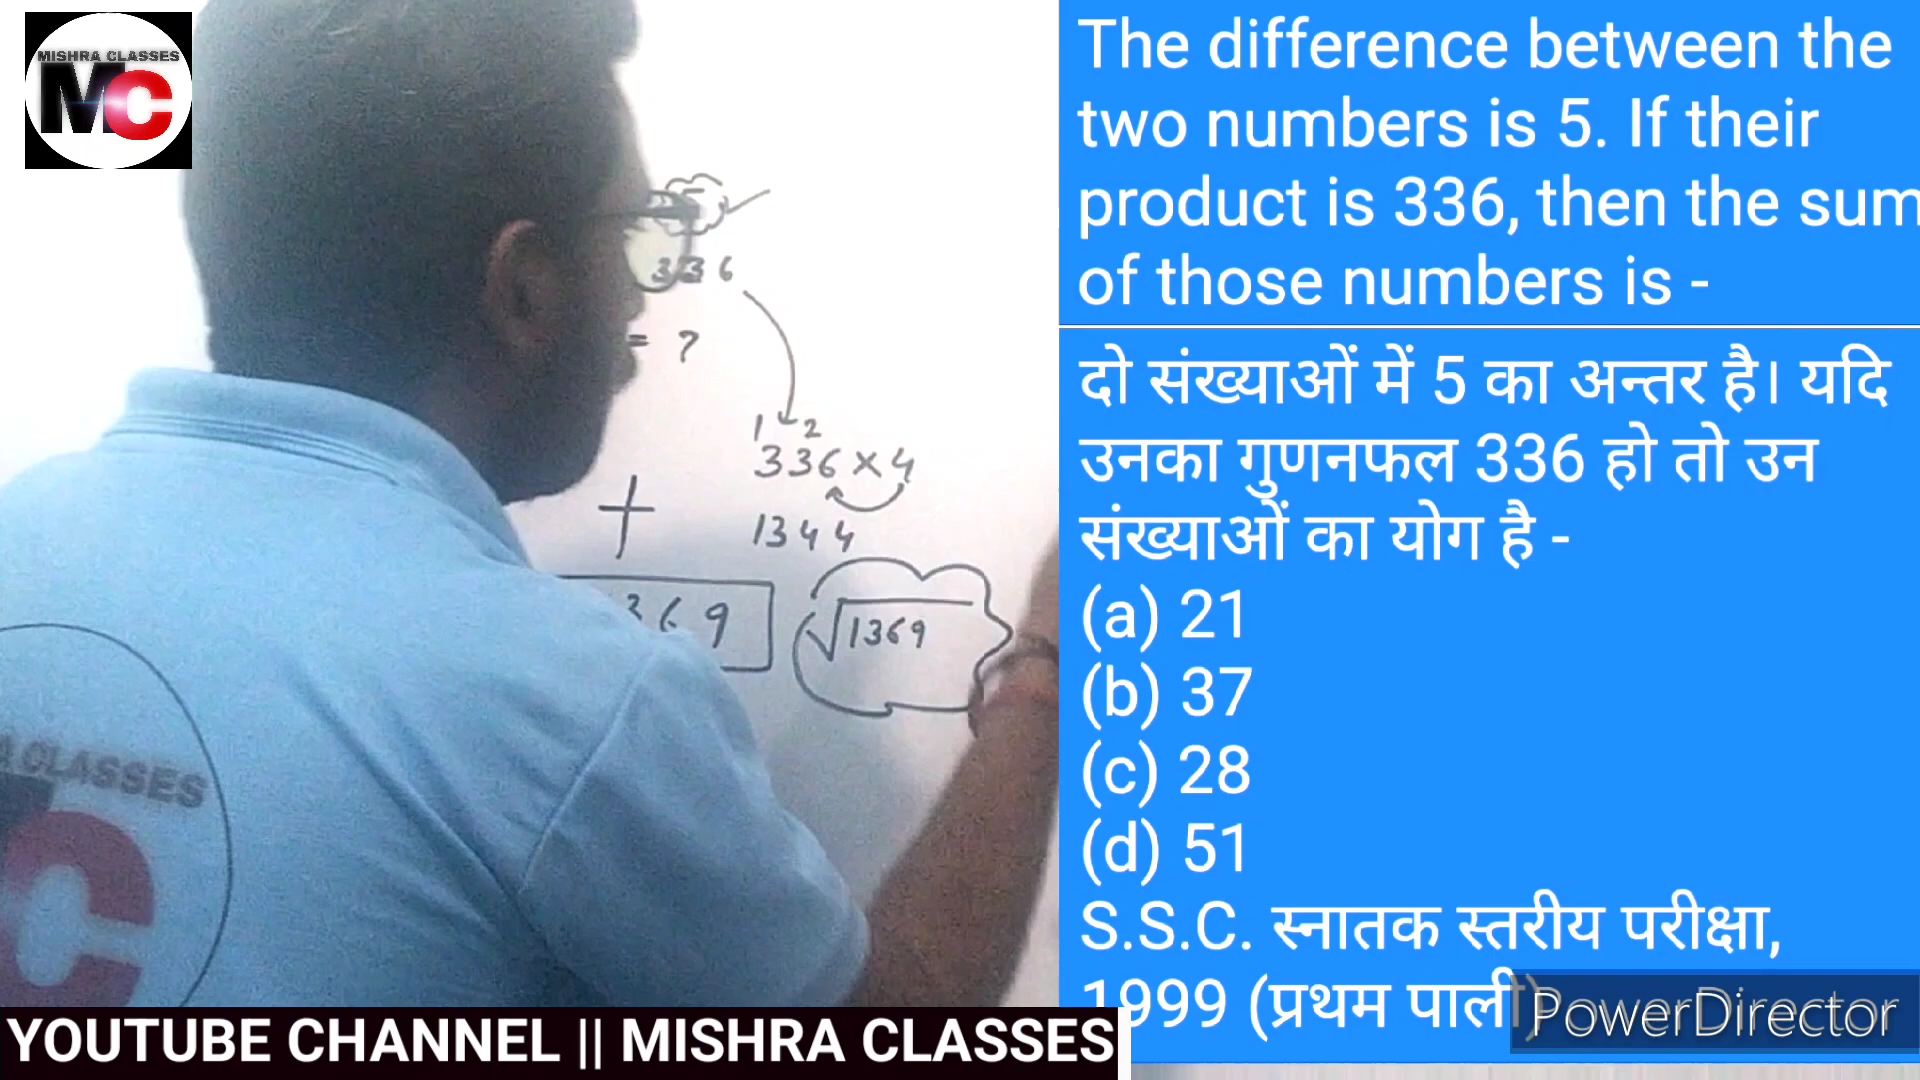 MISHRA CLASSES
MC
The difference between the
two numbers is 5. If their
product is 336, then the sum
of those numbers is -
दो संख्याओं में 5 का अन्तर है। यदि
उनका गुणनफल 336 हो तो उन
संख्याओं का योग है -
(a) 21
(b) 37
(c) 28
(d) 51
S.S.C. स्नातक स्तरीय परीक्षा,
1999 (प्रथम पाली)
PowerDirector
336
= ?
1 2
336 × 4
+
1344
369
√1369
CLASSES
C
YOUTUBE CHANNEL || MISHRA CLASSES